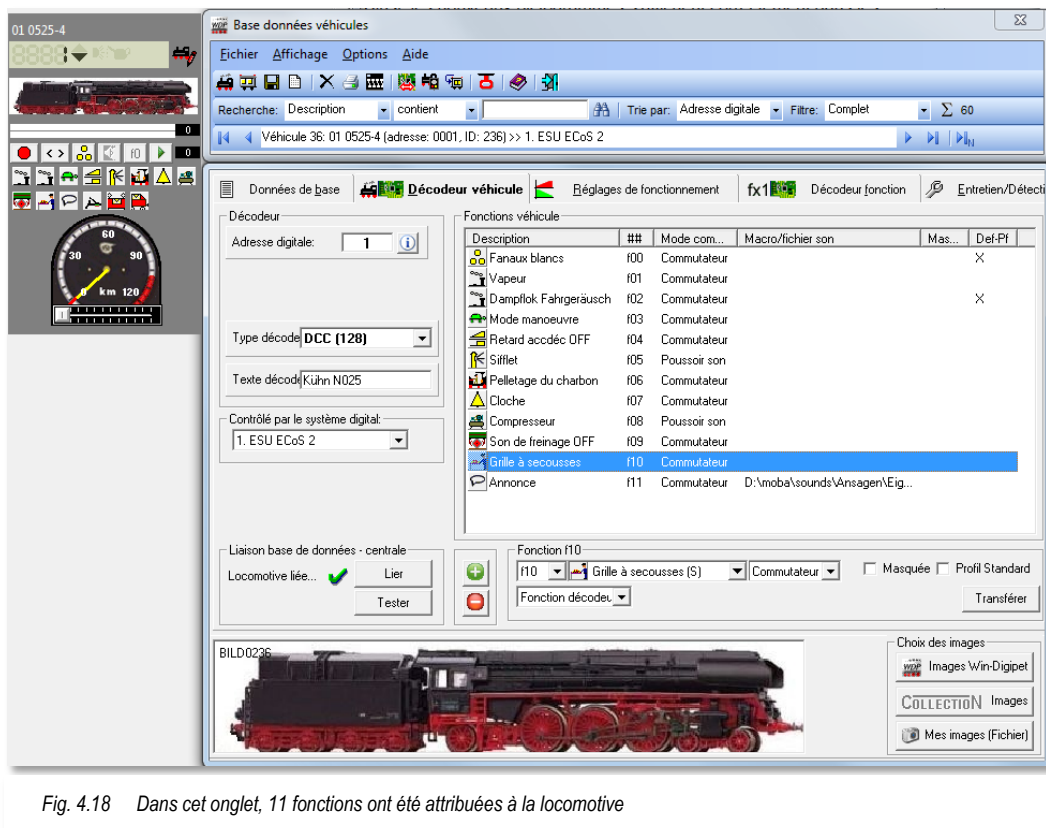 01 0525-4
0
0
f0
60
30
90
0
km 120
Base données véhicules
Fichier Affichage Options Aide
Recherche: Description contient Trie par: Adresse digitale Filtre: Complet Σ 60
Véhicule 36: 01 0525-4 (adresse: 0001, ID: 236) >> 1. ESU ECoS 2
Données de base Décodeur véhicule Réglages de fonctionnement fx1 Décodeur fonction Entretien/Détecti
Décodeur
Adresse digitale: 1
Type décode DCC (128)
Texte décode Kühn N025
Contrôlé par le système digital:
1. ESU ECoS 2
Fonctions véhicule
Description ## Mode com... Macro/fichier son Mas... Def-Pf
Fanaux blancs f00 Commutateur X
Vapeur f01 Commutateur
Dampflok Fahrgeräusch f02 Commutateur X
Mode manoeuvre f03 Commutateur
Retard accdéc OFF f04 Commutateur
Sifflet f05 Poussoir son
Pelletage du charbon f06 Commutateur
Cloche f07 Commutateur
Compresseur f08 Poussoir son
Son de freinage OFF f09 Commutateur
Grille à secousses f10 Commutateur
Annonce f11 Commutateur D:\moba\sounds\Ansagen\Eig...
Liaison base de données - centrale
Locomotive liée... Lier
Tester
Fonction f10
f10 Grille à secousses (S) Commutateur Masquée Profil Standard
Fonction décodeu Transférer
BILD0236
Choix des images
WDP Images Win-Digipet
COLLECTION Images
Mes images (Fichier)
Fig. 4.18 Dans cet onglet, 11 fonctions ont été attribuées à la locomotive